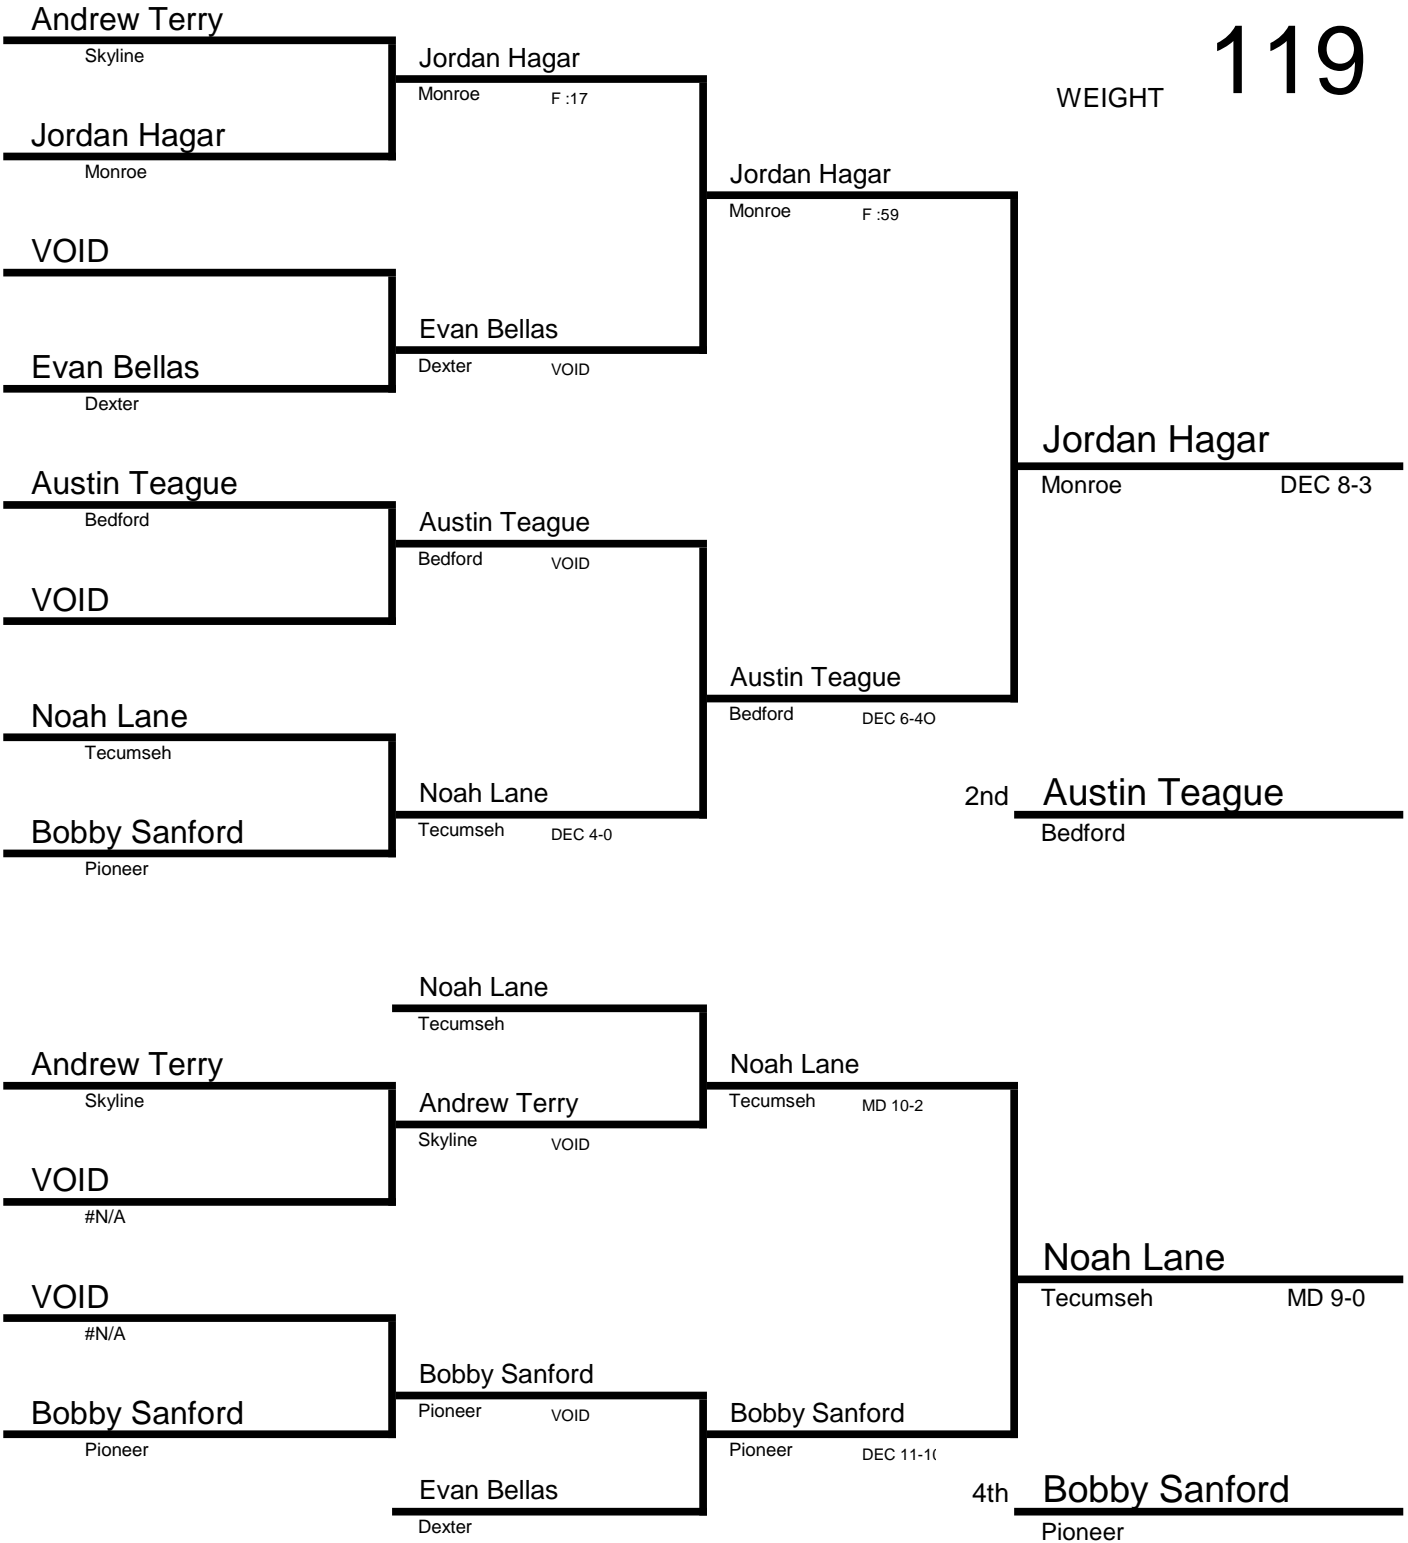 Andrew Terry
Skyline
Jordan Hagar
Monroe F :17
119
WEIGHT
Jordan Hagar
Monroe
Jordan Hagar
Monroe F :59
VOID
Evan Bellas
Dexter VOID
Evan Bellas
Dexter
Jordan Hagar
Monroe DEC 8-3
Austin Teague
Bedford
Austin Teague
Bedford VOID
VOID
Austin Teague
Bedford DEC 6-4O
Noah Lane
Tecumseh
Noah Lane
Tecumseh DEC 4-0
2nd Austin Teague
Bedford
Bobby Sanford
Pioneer
Noah Lane
Tecumseh
Andrew Terry
Skyline
Noah Lane
Tecumseh MD 10-2
Andrew Terry
Skyline VOID
VOID
#N/A
Noah Lane
Tecumseh MD 9-0
VOID
#N/A
Bobby Sanford
Pioneer VOID
Bobby Sanford
Pioneer
Bobby Sanford
Pioneer DEC 11-1
Evan Bellas
Dexter
4th Bobby Sanford
Pioneer